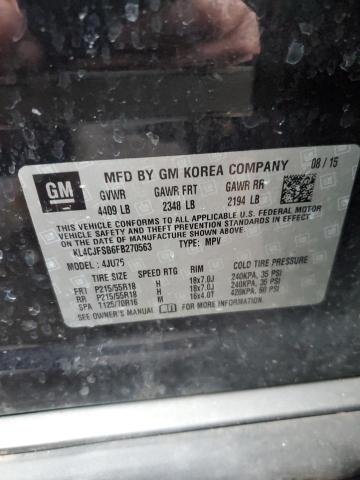 GM
MFD BY GM KOREA COMPANY 08 / 15
GVWR GAWR FRT GAWR RR
4409 LB 2348 LB 2194 LB
THIS VEHICLE CONFORMS TO ALL APPLICABLE U.S. FEDERAL MOTOR
VEHICLE SAFETY, BUMPER, AND THEFT PREVENTION STANDARDS IN
EFFECT ON THE DATE OF MANUFACTURE SHOWN ABOVE.
KL4CJFSB6FB270563 TYPE: MPV
MODEL: 4JU75
TIRE SIZE SPEED RTG RIM COLD TIRE PRESSURE
FRT P215/55R18 H 18x7.0J 240KPA, 35 PSI
RR P215/55R18 H 18x7.0J 240KPA, 35 PSI
SPA T125/70R16 M 16x4.0T 420KPA, 60 PSI
SEE OWNER'S MANUAL FOR MORE INFORMATION.